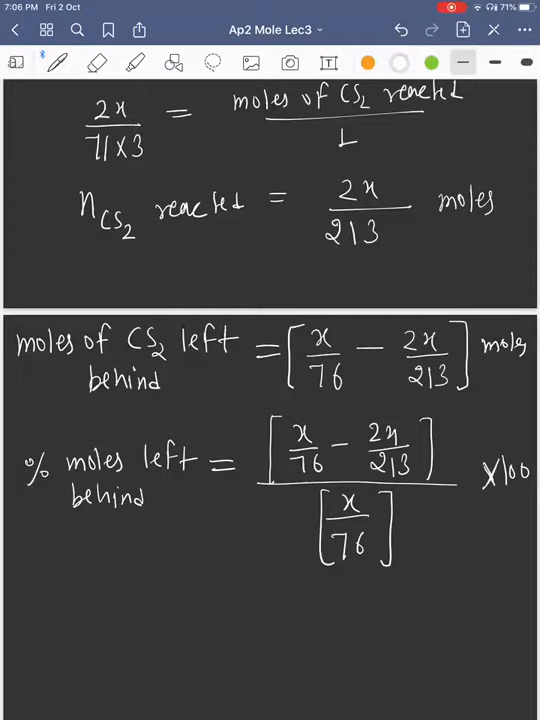 7:06 PM Fri 2 Oct 71%
Ap2 Mole Lec3
2x / 71×3 = moles of CS2 reacted / 1
nCS2 reacted = 2x / 213 moles
moles of CS2 left behind = [x/76 − 2x/213] moles
% moles left behind = [x/76 − 2x/213] / [x/76] ×100